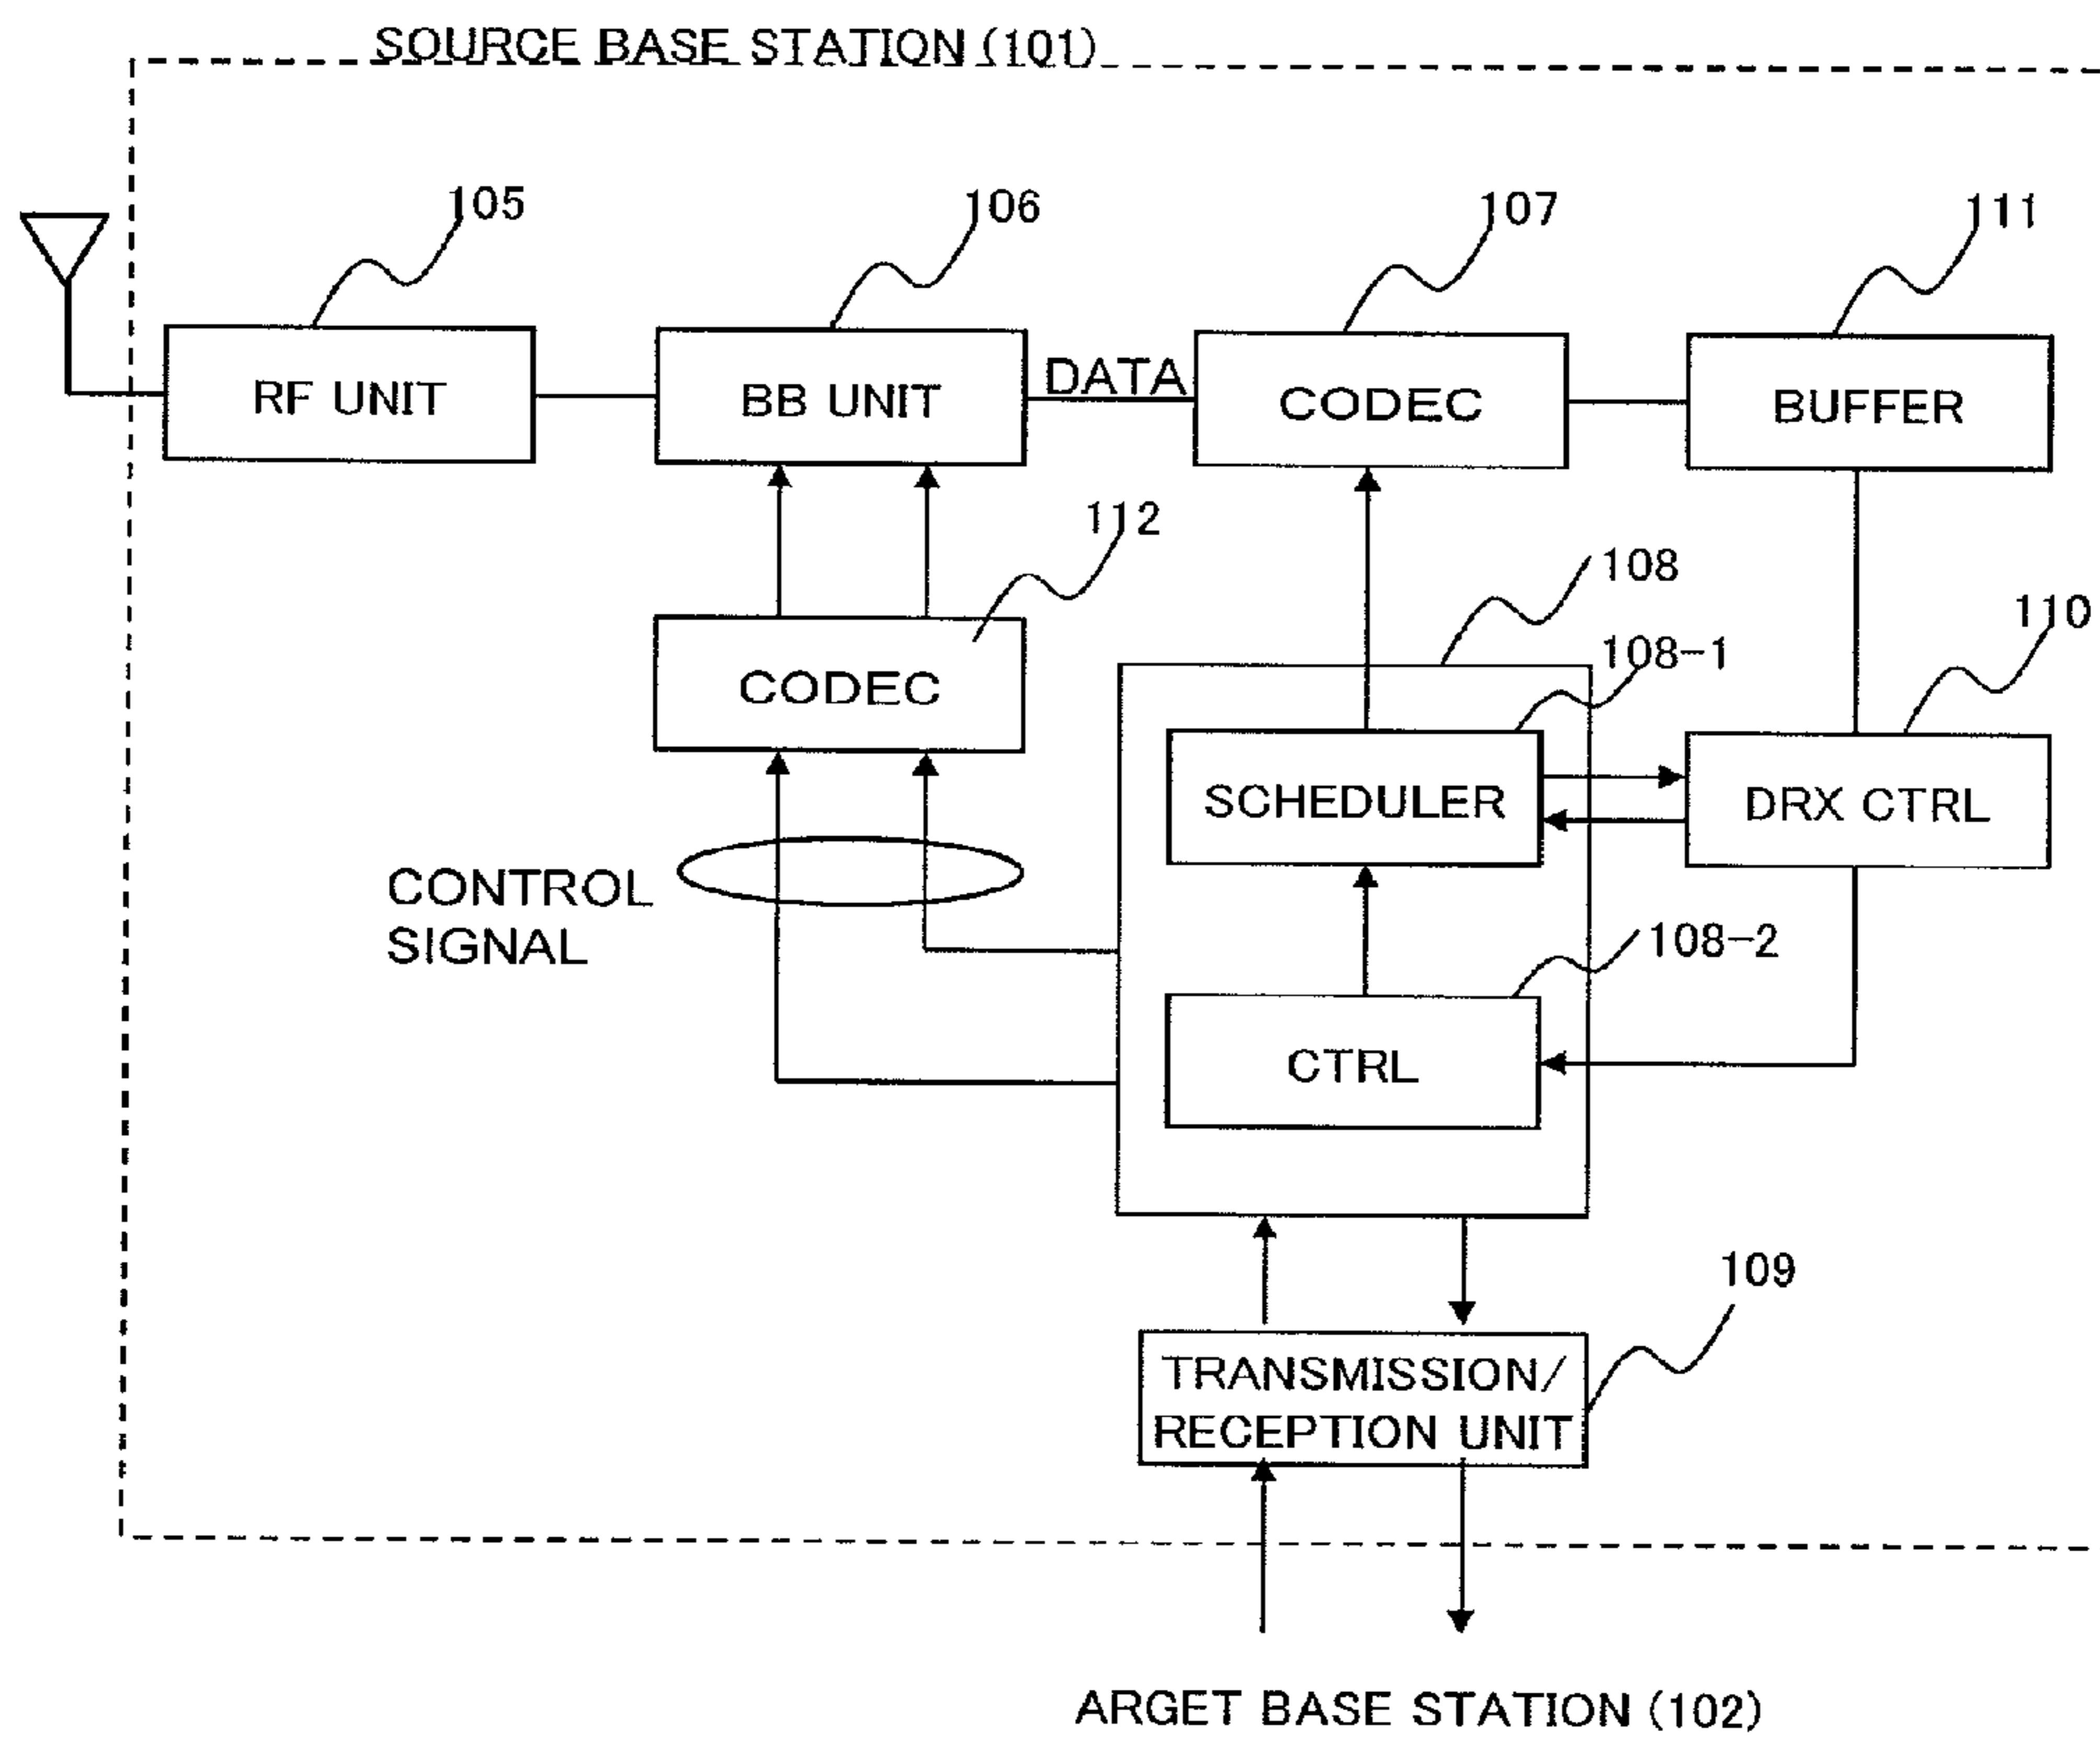 SOURCE BASE STATION (101)
105
106
107
111
RF UNIT
BB UNIT
DATA
CODEC
BUFFER
112
108
110
108-1
CODEC
SCHEDULER
DRX CTRL
CONTROL
SIGNAL
108-2
CTRL
109
TRANSMISSION/
RECEPTION UNIT
ARGET BASE STATION (102)